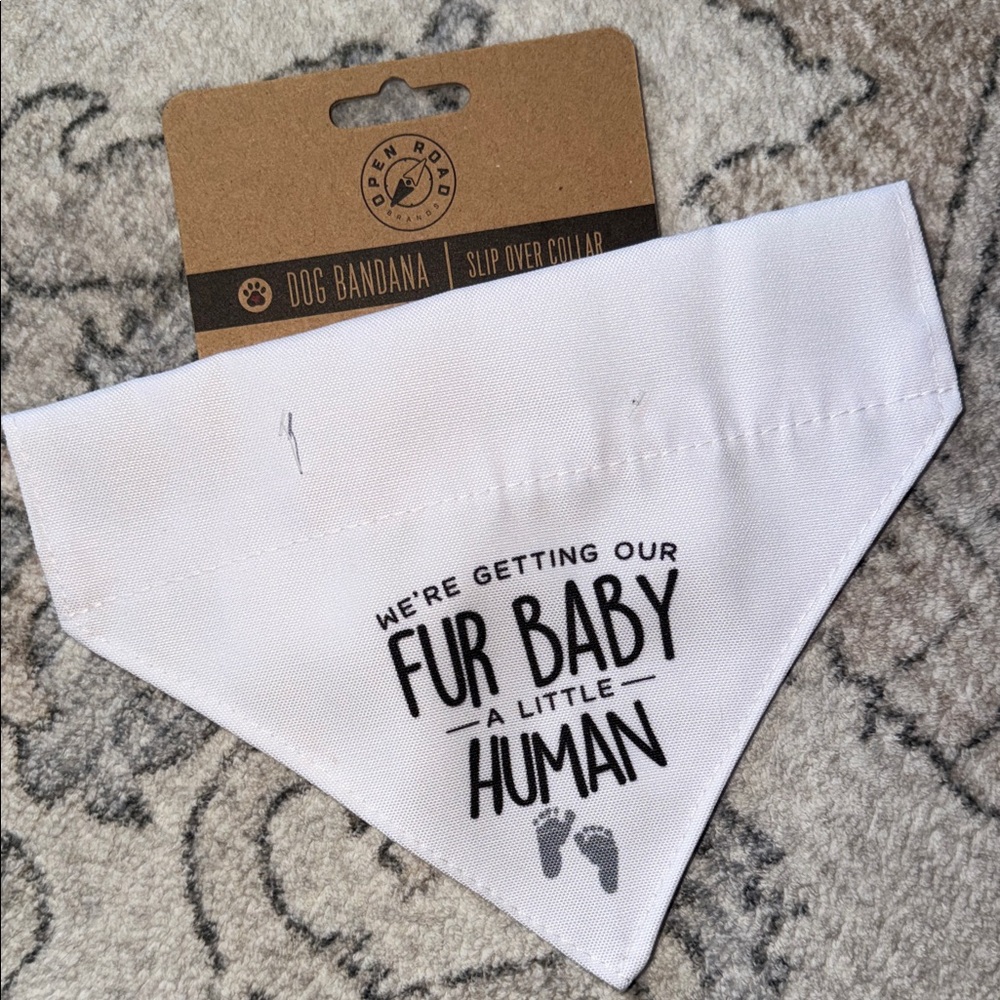 OPEN ROAD
BRANDS
DOG BANDANA | SLIP OVER COLLAR
WE'RE GETTING OUR
FUR BABY
A LITTLE
HUMAN